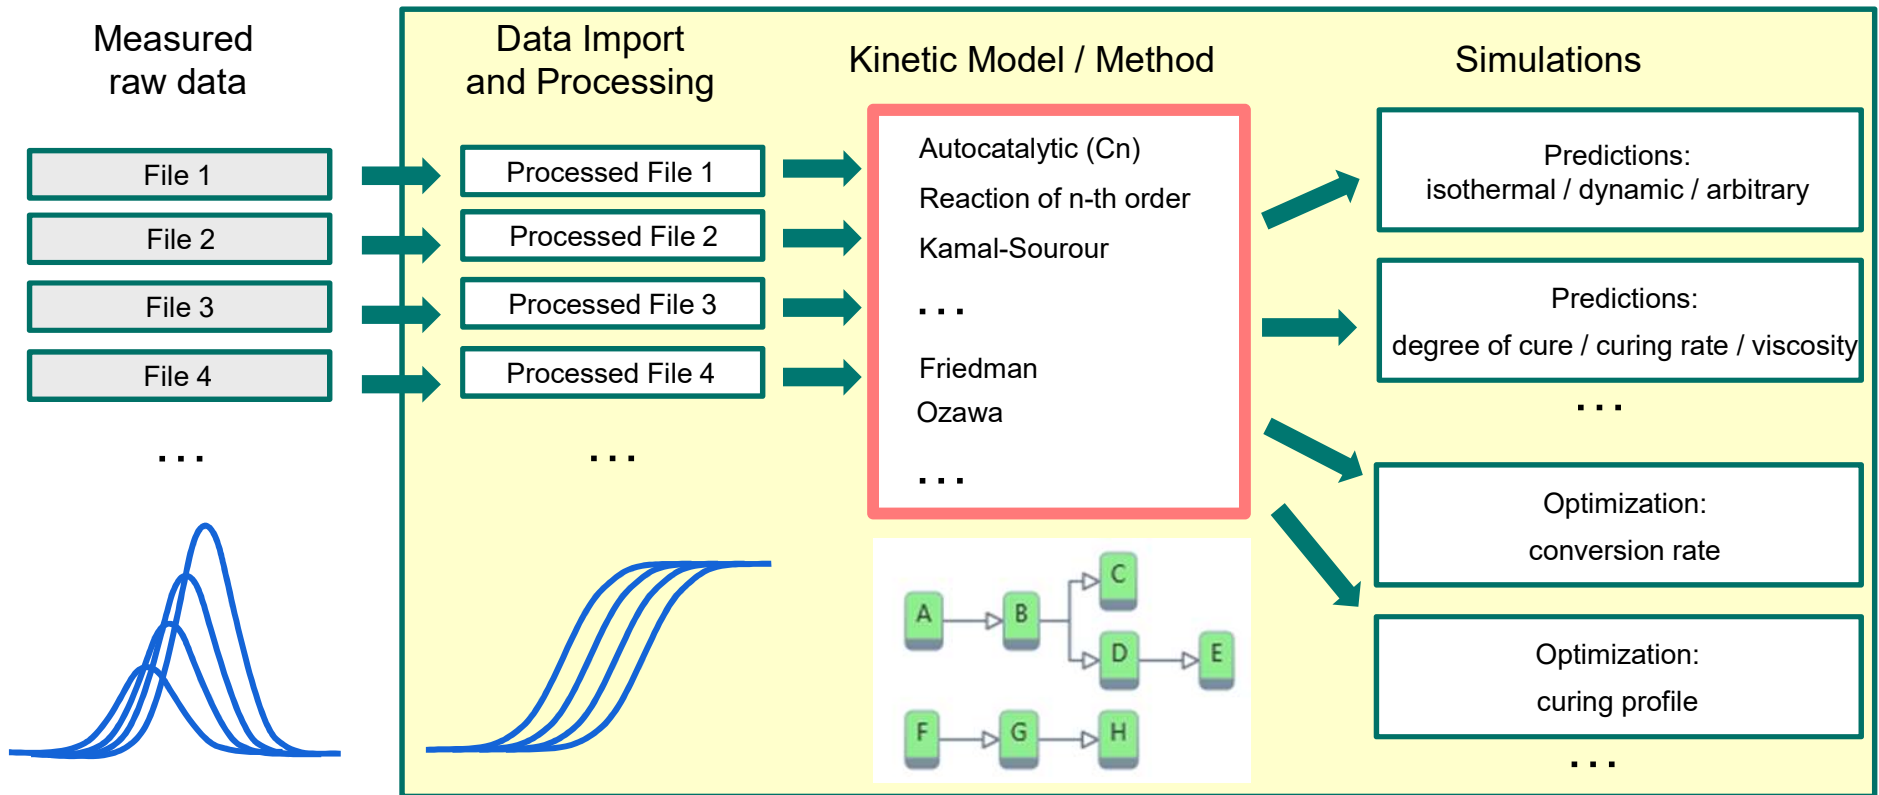 Measured
raw data
File 1
File 2
File 3
File 4
...
Data Import
and Processing
Processed File 1
Processed File 2
Processed File 3
Processed File 4
...
Kinetic Model / Method
Autocatalytic (Cn)
Reaction of n-th order
Kamal-Sourour
...
Friedman
Ozawa
...
A
B
C
D
E
F
G
H
Simulations
Predictions:
isothermal / dynamic / arbitrary
Predictions:
degree of cure / curing rate / viscosity
...
Optimization:
conversion rate
Optimization:
curing profile
...